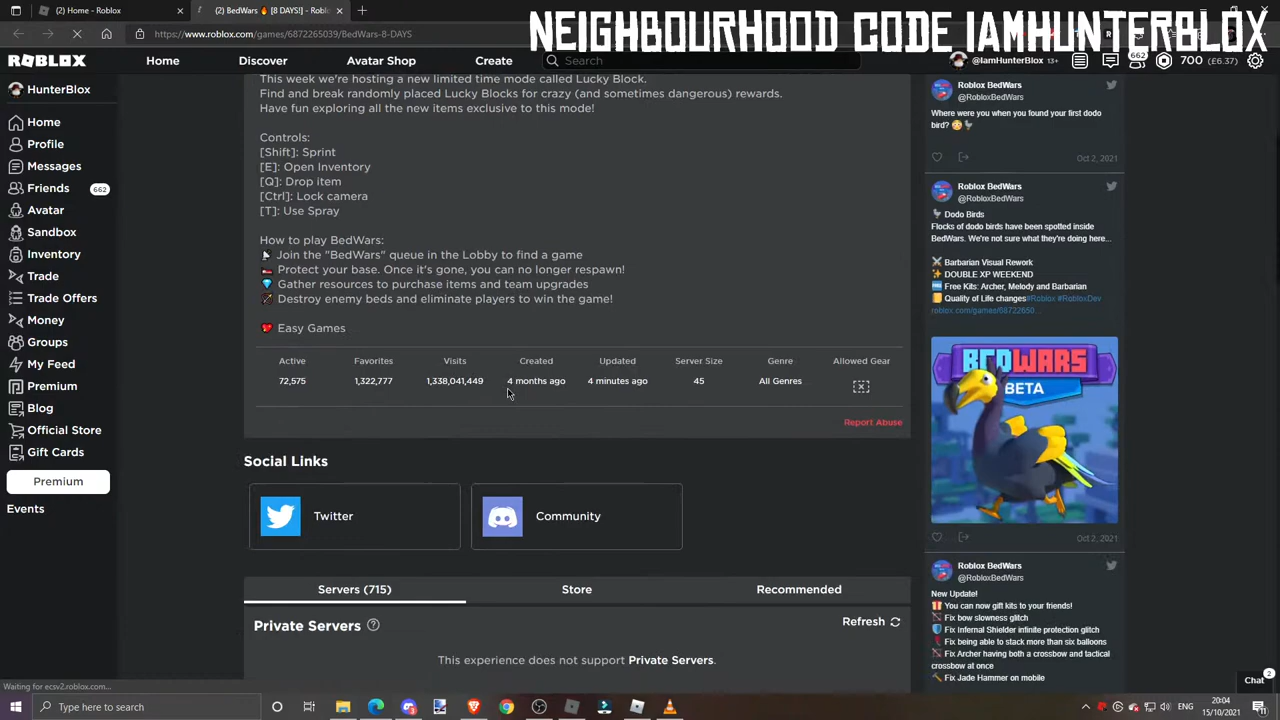 NEIGHBOURHOOD CODE IAMHUNTERBLOX
(2) Home - Roblox
(2) BedWars 🔥 [8 DAYS!] - Roblo
https://www.roblox.com/games/6872265039/BedWars-8-DAYS
ROBLOX
Home
Discover
Avatar Shop
Create
Search
@IamHunterBlox 13+
662
700 (£6.37)
HunterBlox
Home
Profile
Messages
Friends 662
Avatar
Sandbox
Inventory
Trade
Trade Offers
Money
Groups
My Feed
Premium
Blog
Official Store
Gift Cards
Premium
Events
This week we're hosting a new limited time mode called Lucky Block.
Find and break randomly placed Lucky Blocks for crazy (and sometimes dangerous) rewards.
Have fun exploring all the new items exclusive to this mode!
Controls:
[Shift]: Sprint
[E]: Open Inventory
[Q]: Drop item
[Ctrl]: Lock camera
[T]: Use Spray
How to play BedWars:
Join the "BedWars" queue in the Lobby to find a game
Protect your base. Once it's gone, you can no longer respawn!
Gather resources to purchase items and team upgrades
Destroy enemy beds and eliminate players to win the game!
Easy Games
Active Favorites Visits Created Updated Server Size Genre Allowed Gear
72,575 1,322,777 1,338,041,449 4 months ago 4 minutes ago 45 All Genres
Report Abuse
Social Links
Twitter
Community
Servers (715)
Store
Recommended
Private Servers
Refresh
This experience does not support Private Servers.
Roblox BedWars
@RobloxBedWars
Where were you when you found your first dodo
bird?
Oct 2, 2021
Roblox BedWars
@RobloxBedWars
Dodo Birds
Flocks of dodo birds have been spotted inside
BedWars. We're not sure what they're doing here...
Barbarian Visual Rework
DOUBLE XP WEEKEND
Free Kits: Archer, Melody and Barbarian
Quality of Life changes#Roblox #RobloxDev
roblox.com/games/68722650...
BEDWARS
BETA
Oct 2, 2021
Roblox BedWars
@RobloxBedWars
New Update!
You can now gift kits to your friends!
Fix bow slowness glitch
Fix Infernal Shielder infinite protection glitch
Fix being able to stack more than six balloons
Fix Archer having both a crossbow and tactical
crossbow at once
Fix Jade Hammer on mobile
Chat 2
Waiting for ecsv2.roblox.com...
Type here to search
20:04
15/10/2021